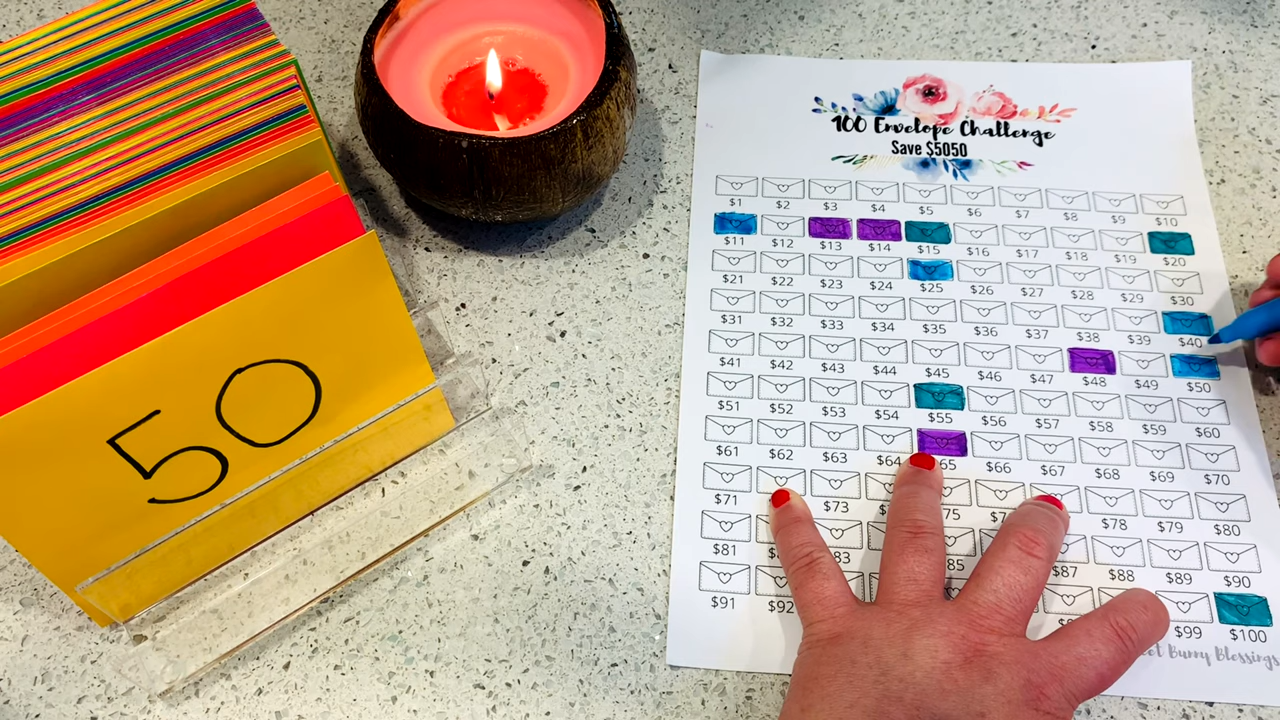 50
100 Envelope Challenge
Save $5050
$1 $2 $3 $4 $5 $6 $7 $8 $9 $10
$11 $12 $13 $14 $15 $16 $17 $18 $19 $20
$21 $22 $23 $24 $25 $26 $27 $28 $29 $30
$31 $32 $33 $34 $35 $36 $37 $38 $39 $40
$41 $42 $43 $44 $45 $46 $47 $48 $49 $50
$51 $52 $53 $54 $55 $56 $57 $58 $59 $60
$61 $62 $63 $64 65 $66 $67 $68 $69 $70
$71 $73 75 $78 $79 $80
$81 83 85 $87 $88 $89 $90
$91 $92 $99 $100
Bunny Blessings